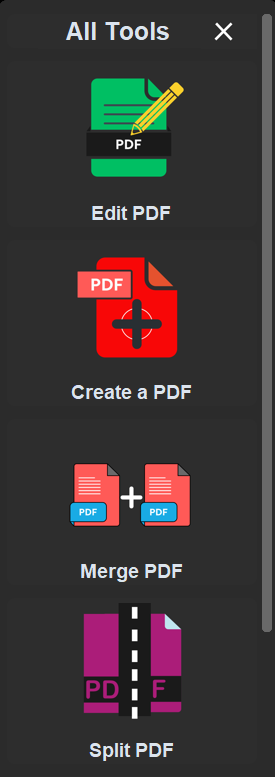 All Tools
PDF
Edit PDF
PDF
Create a PDF
PDF
PDF
Merge PDF
PD F
Split PDF